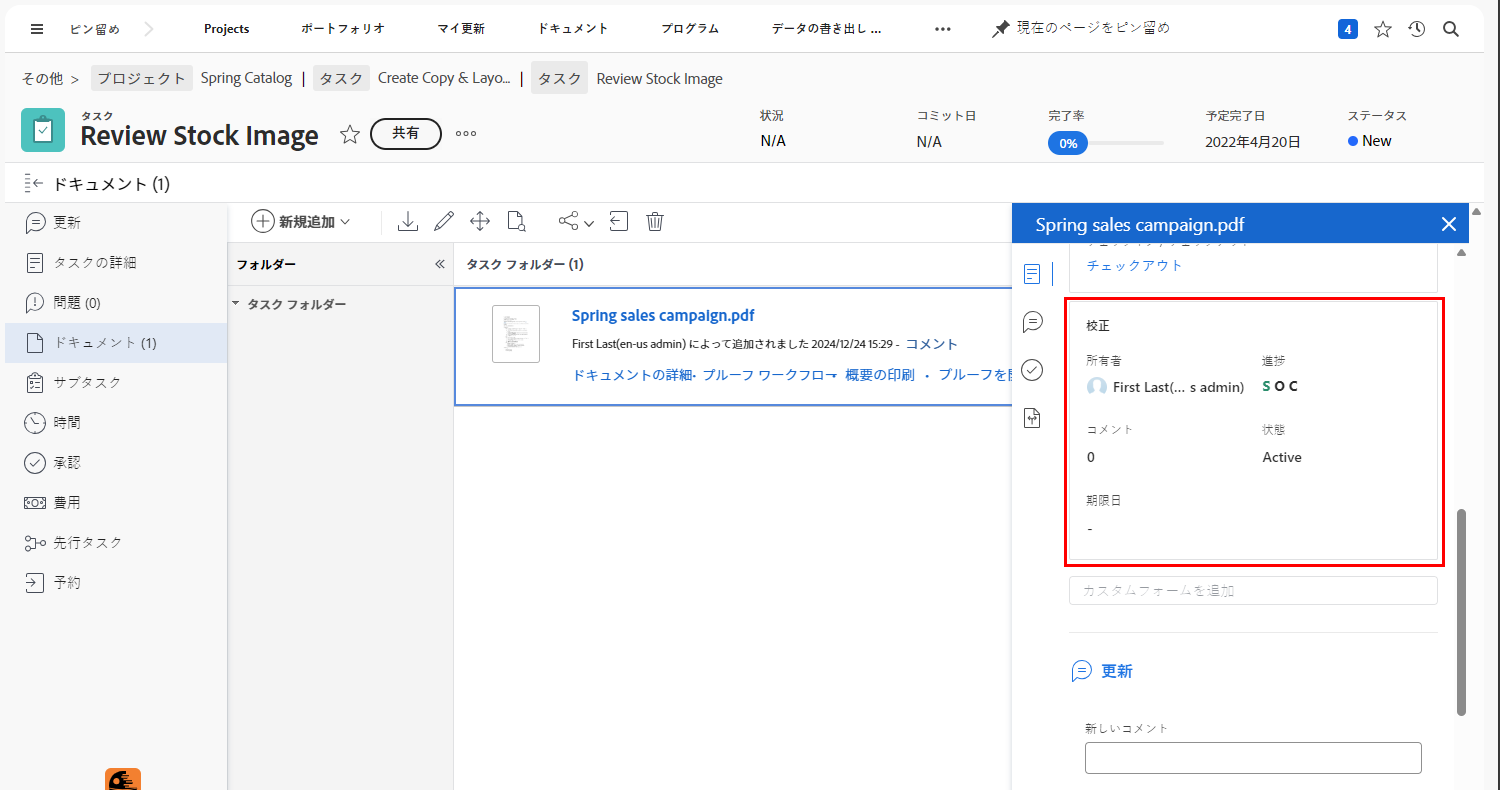 ピン留め Projects ポートフォリオ マイ更新 ドキュメント プログラム データの書き出し ... 現在のページをピン留め 4
その他 > プロジェクト Spring Catalog | タスク Create Copy & Layo... | タスク Review Stock Image
タスク
Review Stock Image
共有
状況
N/A
コミット日
N/A
完了率
0%
予定完了日
2022年4月20日
ステータス
New
ドキュメント (1)
更新
タスクの詳細
問題 (0)
ドキュメント (1)
サブタスク
時間
承認
費用
先行タスク
予約
新規追加
フォルダー
タスク フォルダー
タスク フォルダー (1)
Spring sales campaign.pdf
First Last(en-us admin) によって追加されました 2024/12/24 15:29 - コメント
ドキュメントの詳細・ プルーフ ワークフロー 概要の印刷 ・ プルーフを
Spring sales campaign.pdf
チェックアウト
校正
所有者
First Last(... s admin)
進捗
S O C
コメント
0
状態
Active
期限日
-
カスタムフォームを追加
更新
新しいコメント